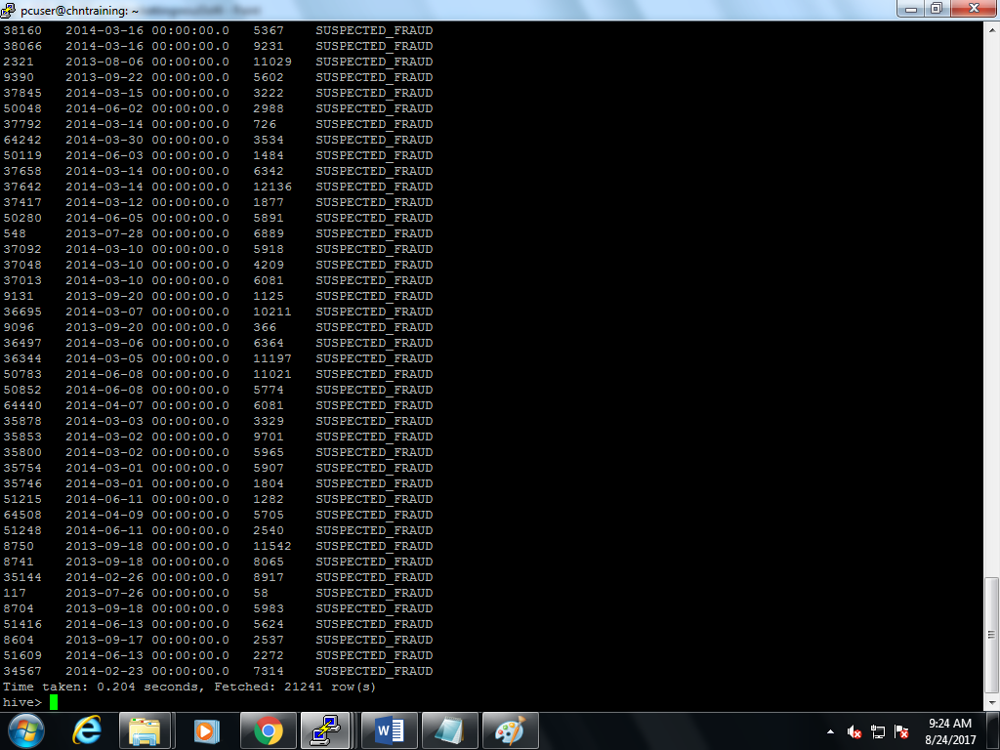 pcuser@chntraining: ~
38160 2014-03-16 00:00:00.0 5367 SUSPECTED_FRAUD
38066 2014-03-16 00:00:00.0 9231 SUSPECTED_FRAUD
2321 2013-08-06 00:00:00.0 11029 SUSPECTED_FRAUD
9390 2013-09-22 00:00:00.0 5602 SUSPECTED_FRAUD
37845 2014-03-15 00:00:00.0 3222 SUSPECTED_FRAUD
50048 2014-06-02 00:00:00.0 2988 SUSPECTED_FRAUD
37792 2014-03-14 00:00:00.0 726 SUSPECTED_FRAUD
64242 2014-03-30 00:00:00.0 3534 SUSPECTED_FRAUD
50119 2014-06-03 00:00:00.0 1484 SUSPECTED_FRAUD
37658 2014-03-14 00:00:00.0 6342 SUSPECTED_FRAUD
37642 2014-03-14 00:00:00.0 12136 SUSPECTED_FRAUD
37417 2014-03-12 00:00:00.0 1877 SUSPECTED_FRAUD
50280 2014-06-05 00:00:00.0 5891 SUSPECTED_FRAUD
548 2013-07-28 00:00:00.0 6889 SUSPECTED_FRAUD
37092 2014-03-10 00:00:00.0 5918 SUSPECTED_FRAUD
37048 2014-03-10 00:00:00.0 4209 SUSPECTED_FRAUD
37013 2014-03-10 00:00:00.0 6081 SUSPECTED_FRAUD
9131 2013-09-20 00:00:00.0 1125 SUSPECTED_FRAUD
36695 2014-03-07 00:00:00.0 10211 SUSPECTED_FRAUD
9096 2013-09-20 00:00:00.0 366 SUSPECTED_FRAUD
36497 2014-03-06 00:00:00.0 6364 SUSPECTED_FRAUD
36344 2014-03-05 00:00:00.0 11197 SUSPECTED_FRAUD
50783 2014-06-08 00:00:00.0 11021 SUSPECTED_FRAUD
50852 2014-06-08 00:00:00.0 5774 SUSPECTED_FRAUD
64440 2014-04-07 00:00:00.0 6081 SUSPECTED_FRAUD
35878 2014-03-03 00:00:00.0 3329 SUSPECTED_FRAUD
35853 2014-03-02 00:00:00.0 9701 SUSPECTED_FRAUD
35800 2014-03-02 00:00:00.0 5965 SUSPECTED_FRAUD
35754 2014-03-01 00:00:00.0 5907 SUSPECTED_FRAUD
35746 2014-03-01 00:00:00.0 1804 SUSPECTED_FRAUD
51215 2014-06-11 00:00:00.0 1282 SUSPECTED_FRAUD
64508 2014-04-09 00:00:00.0 5705 SUSPECTED_FRAUD
51248 2014-06-11 00:00:00.0 2540 SUSPECTED_FRAUD
8750 2013-09-18 00:00:00.0 11542 SUSPECTED_FRAUD
8741 2013-09-18 00:00:00.0 8065 SUSPECTED_FRAUD
35144 2014-02-26 00:00:00.0 8917 SUSPECTED_FRAUD
117 2013-07-26 00:00:00.0 58 SUSPECTED_FRAUD
8704 2013-09-18 00:00:00.0 5983 SUSPECTED_FRAUD
51416 2014-06-13 00:00:00.0 5624 SUSPECTED_FRAUD
8604 2013-09-17 00:00:00.0 2537 SUSPECTED_FRAUD
51609 2014-06-13 00:00:00.0 2272 SUSPECTED_FRAUD
34567 2014-02-23 00:00:00.0 7314 SUSPECTED_FRAUD
Time taken: 0.204 seconds, Fetched: 21241 row(s)
hive>
9:24 AM
8/24/2017